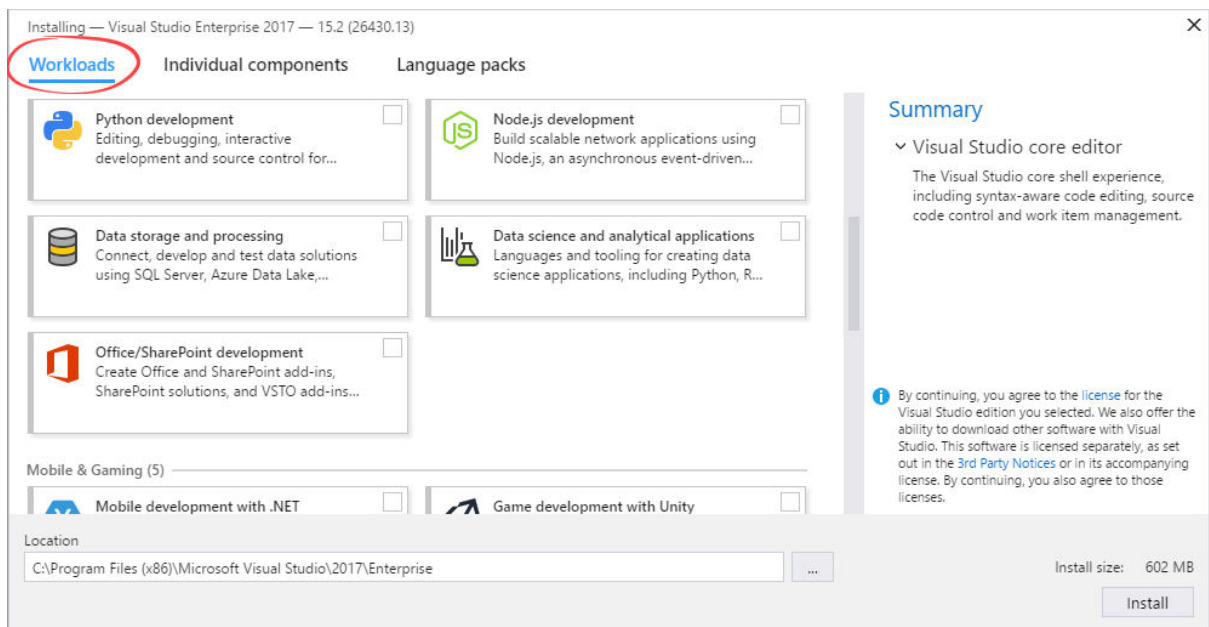 Installing — Visual Studio Enterprise 2017 — 15.2 (26430.13)
Workloads Individual components Language packs
Python development
Editing, debugging, interactive
development and source control for...
JS
Node.js development
Build scalable network applications using
Node.js, an asynchronous event-driven...
Data storage and processing
Connect, develop and test data solutions
using SQL Server, Azure Data Lake,...
Data science and analytical applications
Languages and tooling for creating data
science applications, including Python, R...
Office/SharePoint development
Create Office and SharePoint add-ins,
SharePoint solutions, and VSTO add-ins...
Mobile & Gaming (5)
Mobile development with .NET
Game development with Unity
Summary
Visual Studio core editor
The Visual Studio core shell experience,
including syntax-aware code editing, source
code control and work item management.
By continuing, you agree to the license for the
Visual Studio edition you selected. We also offer the
ability to download other software with Visual
Studio. This software is licensed separately, as set
out in the 3rd Party Notices or in its accompanying
license. By continuing, you also agree to those
licenses.
Location
C:\Program Files (x86)\Microsoft Visual Studio\2017\Enterprise
...
Install size: 602 MB
Install